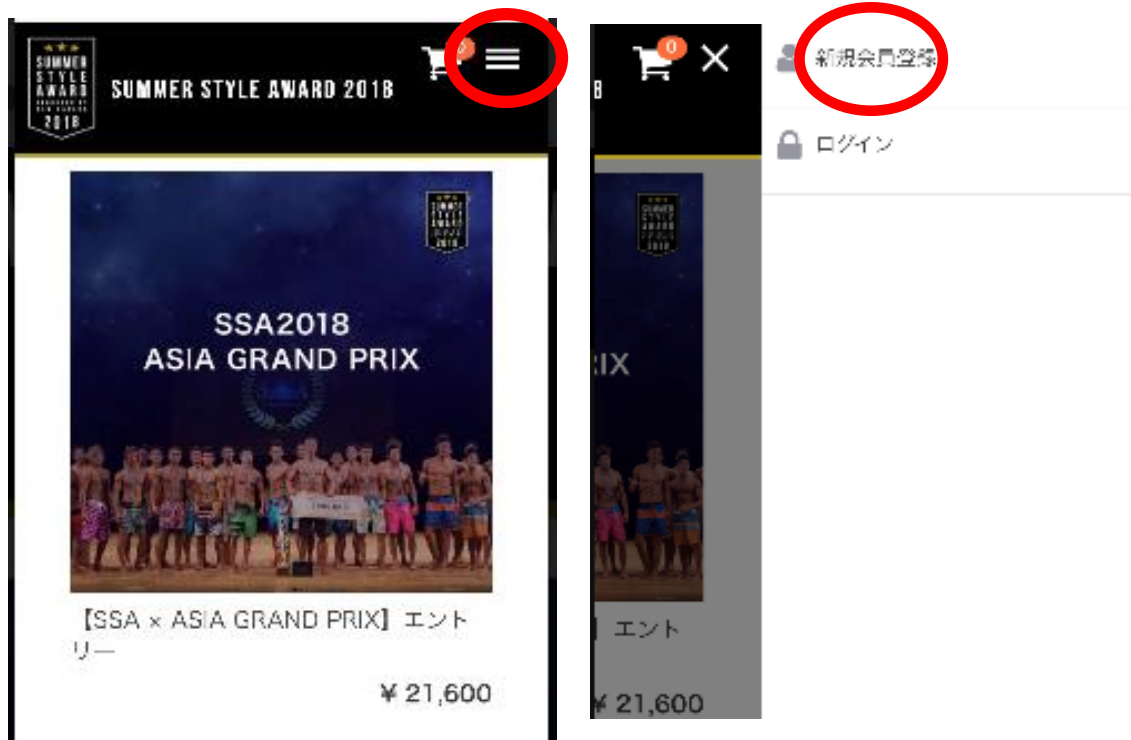 SUMMER
STYLE
AWARD
2018
SUMMER STYLE AWARD 2018
SSA2018
ASIA GRAND PRIX
【SSA × ASIA GRAND PRIX】エント
リー
¥ 21,600
8
0
IX
】エント
¥ 21,600
新規会員登録
ログイン